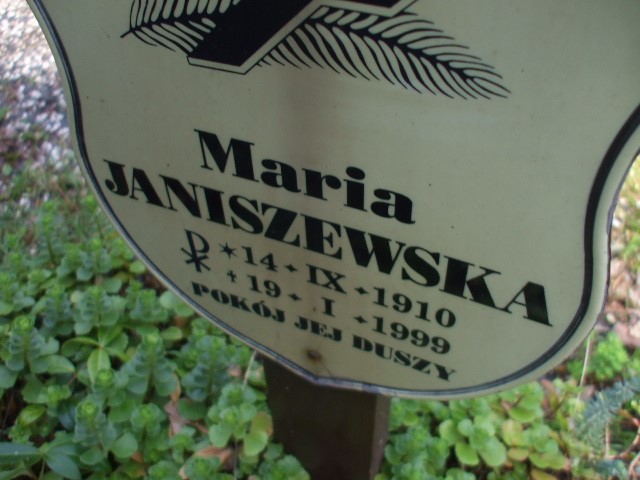 Maria
JANISZEWSKA
☧ *14 ✦ IX ✦ 1910
†19 ✦ I ✦ 1999
POKÓJ JEJ DUSZY